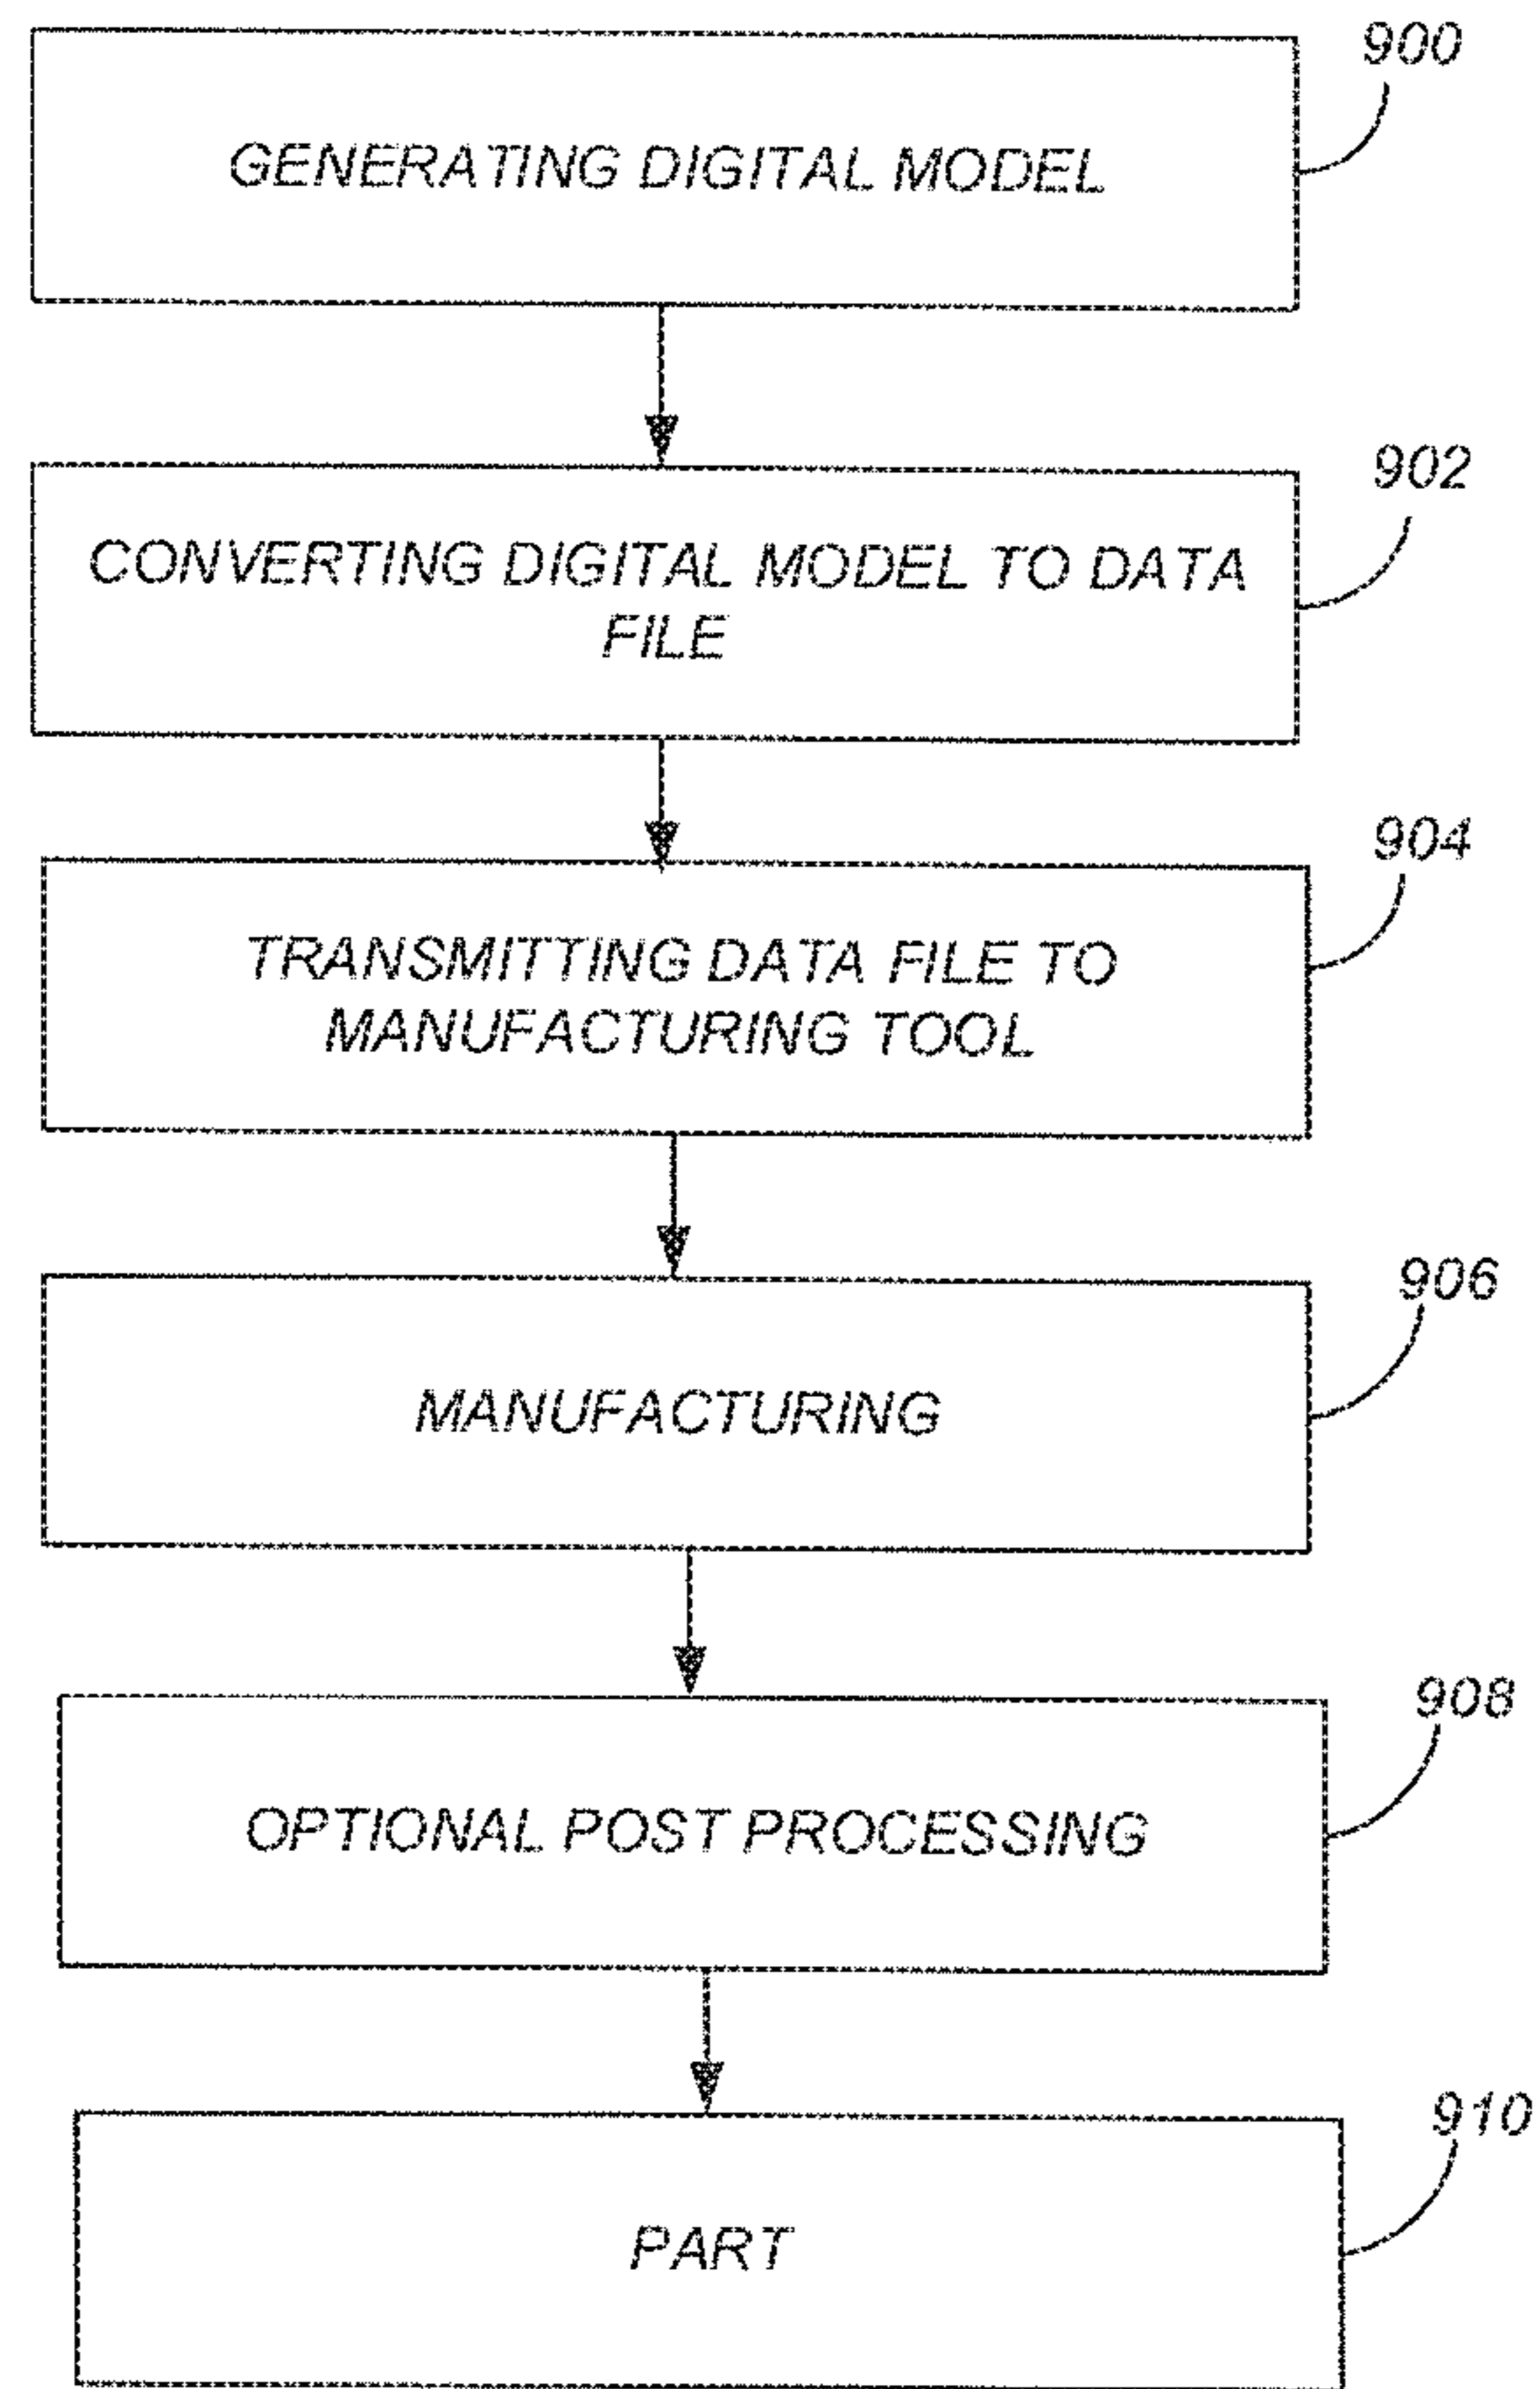 900
GENERATING DIGITAL MODEL
902
CONVERTING DIGITAL MODEL TO DATA
FILE
904
TRANSMITTING DATA FILE TO
MANUFACTURING TOOL
906
MANUFACTURING
908
OPTIONAL POST PROCESSING
910
PART